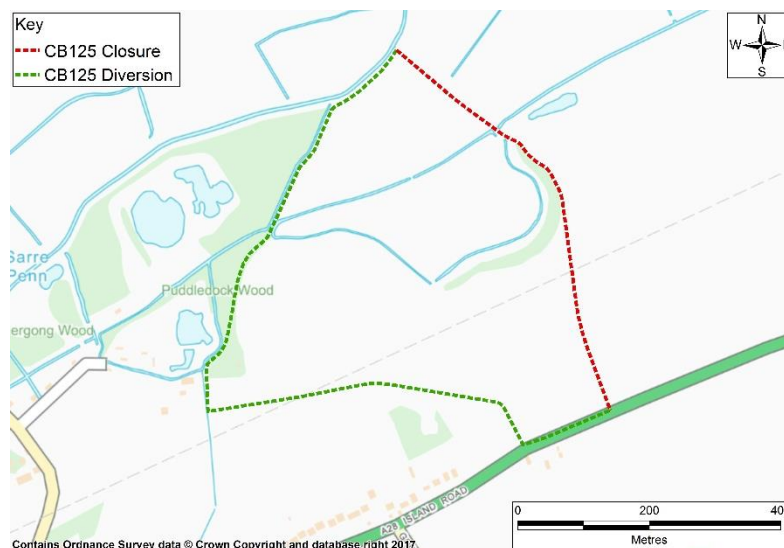 Key
CB125 Closure
CB125 Diversion
N
W
S
Sarre
Penn
Puddledock Wood
ergong Wood
A28 ISLAND ROAD
0 200 40
Metres
Contains Ordnance Survey data © Crown Copyright and database right 2017